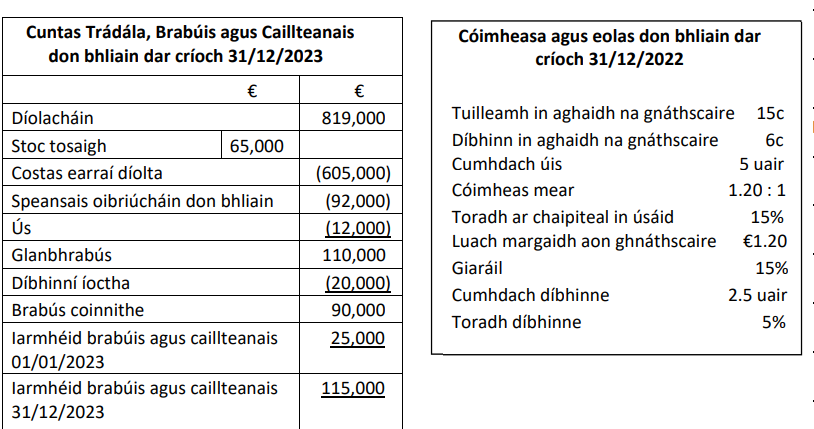 Cuntas Trádála, Brabúis agus Caillteanais
don bhliain dar críoch 31/12/2023
€ €
Díolacháin 819,000
Stoc tosaigh 65,000
Costas earraí díolta (605,000)
Speansais oibriúcháin don bhliain (92,000)
Ús (12,000)
Glanbhrabús 110,000
Díbhinní íoctha (20,000)
Brabús coinnithe 90,000
Iarmhéid brabúis agus caillteanais 25,000
01/01/2023
Iarmhéid brabúis agus caillteanais 115,000
31/12/2023
Cóimheasa agus eolas don bhliain dar
críoch 31/12/2022
Tuilleamh in aghaidh na gnáthscaire 15c
Díbhinn in aghaidh na gnáthscaire 6c
Cumhdach úis 5 uair
Cóimheas mear 1.20 : 1
Toradh ar chaipiteal in úsáid 15%
Luach margaidh aon ghnáthscaire €1.20
Giaráil 15%
Cumhdach díbhinne 2.5 uair
Toradh díbhinne 5%